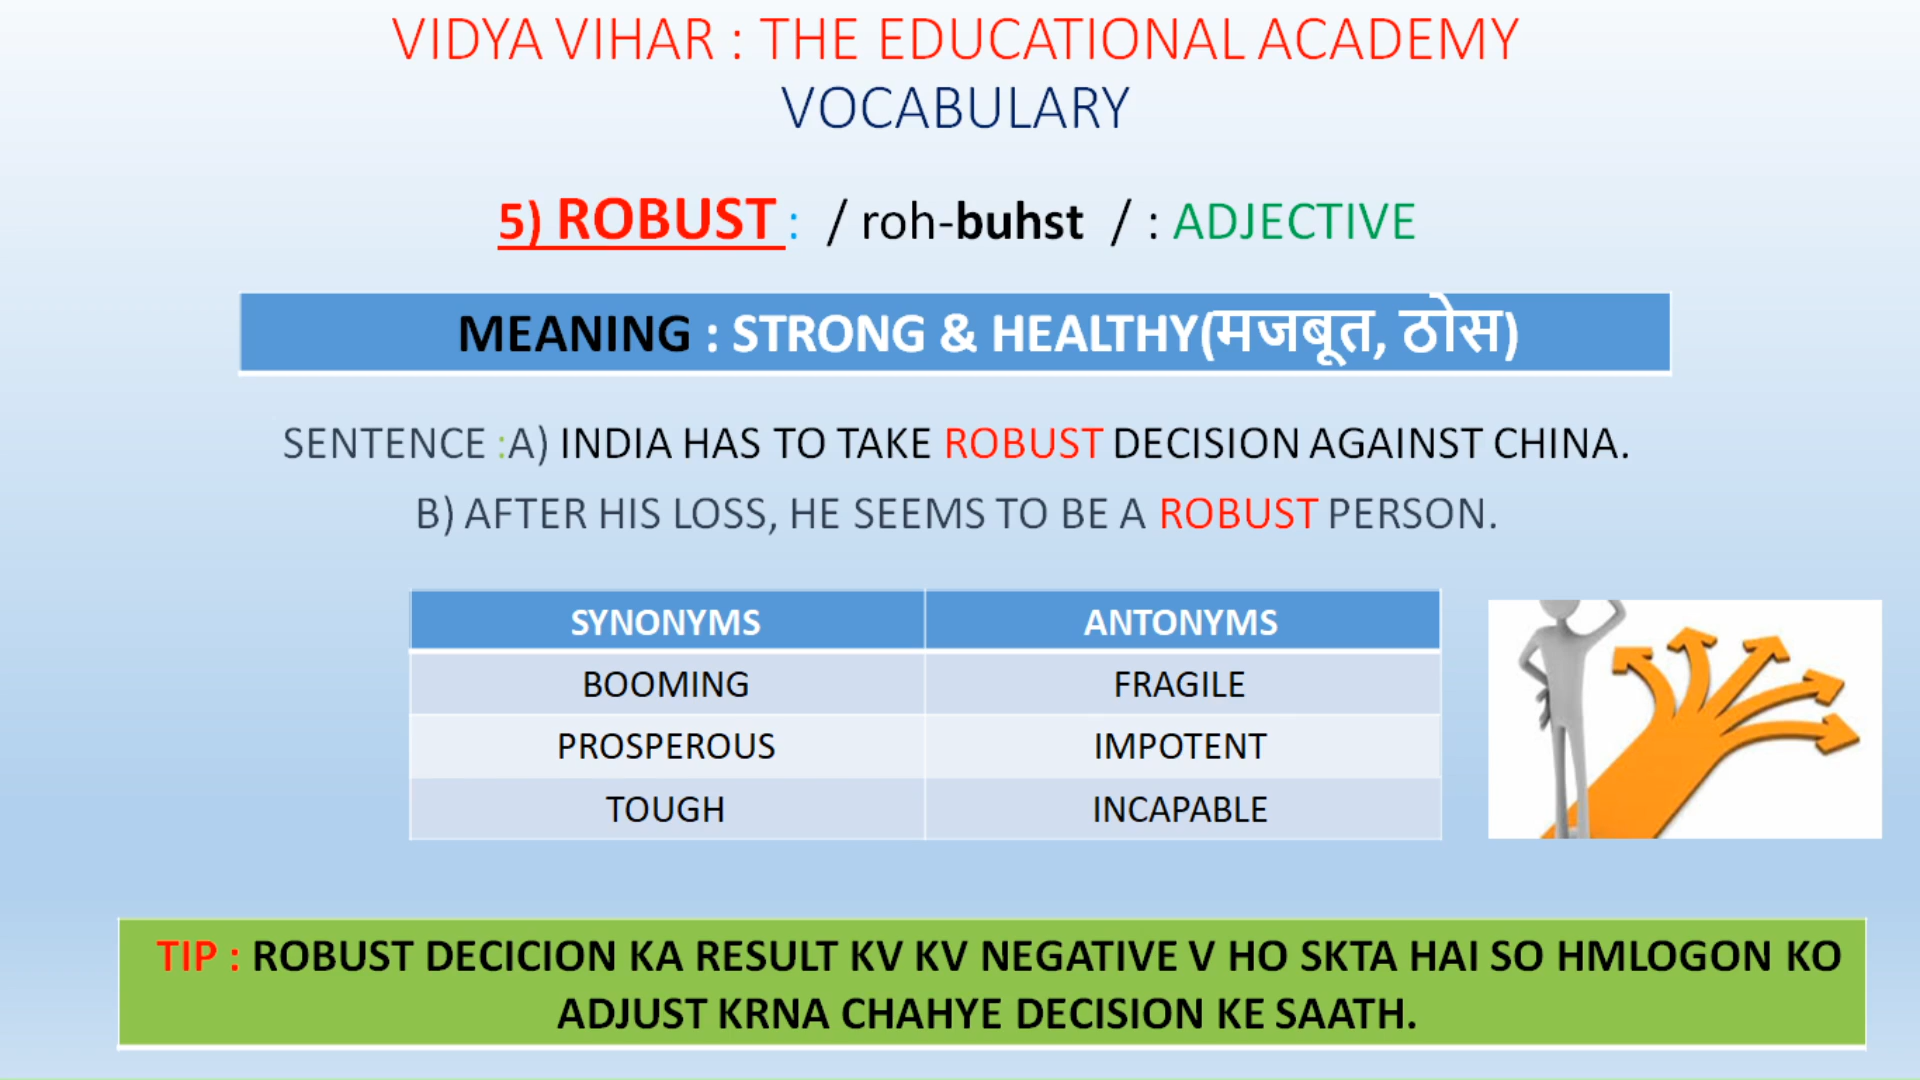 VIDYA VIHAR : THE EDUCATIONAL ACADEMY
VOCABULARY
5) ROBUST : / roh-buhst / : ADJECTIVE
MEANING : STRONG & HEALTHY(मजबूत, ठोस)
SENTENCE :A) INDIA HAS TO TAKE ROBUST DECISION AGAINST CHINA.
B) AFTER HIS LOSS, HE SEEMS TO BE A ROBUST PERSON.
SYNONYMS ANTONYMS
BOOMING FRAGILE
PROSPEROUS IMPOTENT
TOUGH INCAPABLE
TIP : ROBUST DECICION KA RESULT KV KV NEGATIVE V HO SKTA HAI SO HMLOGON KO
ADJUST KRNA CHAHYE DECISION KE SAATH.